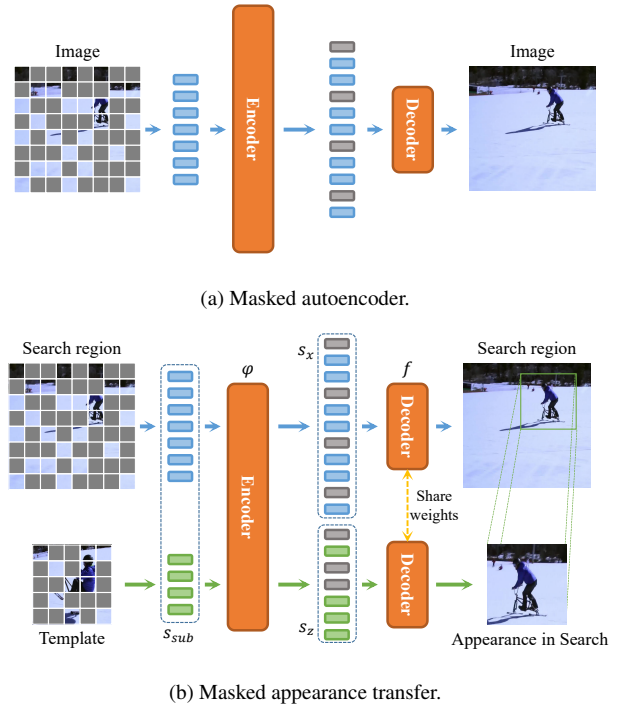 Image
Image
Encoder
Decoder
(a) Masked autoencoder.
Search region
φ
s_x
f
Search region
Encoder
Decoder
Share
weights
Decoder
Template
s_sub
s_z
Appearance in Search
(b) Masked appearance transfer.